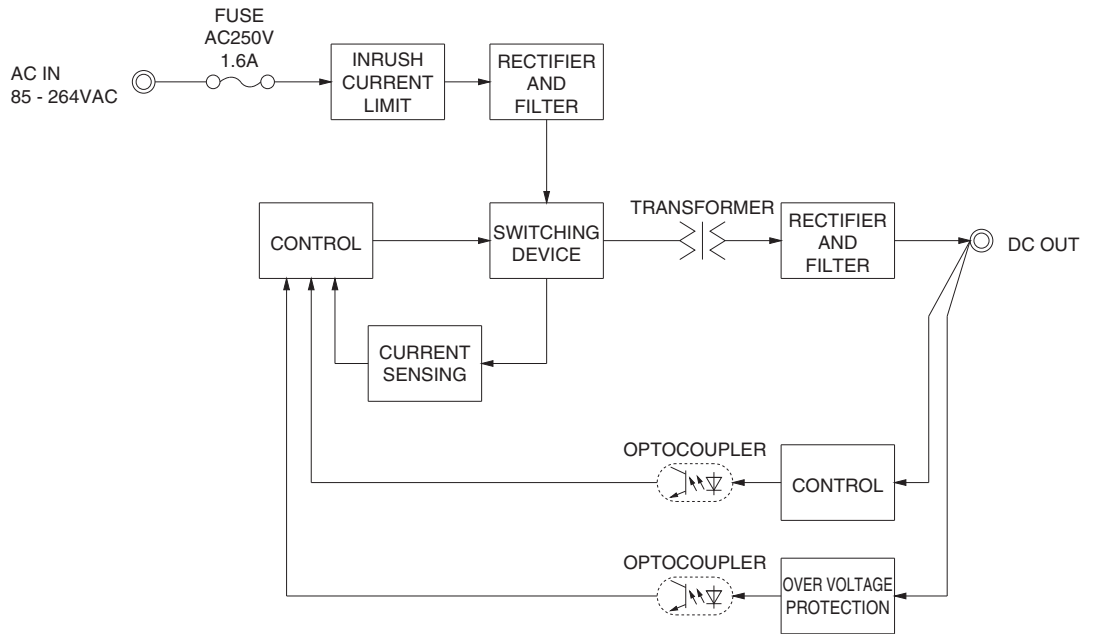 FUSE
AC250V
1.6A
AC IN
85 - 264VAC
INRUSH
CURRENT
LIMIT
RECTIFIER
AND
FILTER
CONTROL
SWITCHING
DEVICE
TRANSFORMER
RECTIFIER
AND
FILTER
DC OUT
CURRENT
SENSING
OPTOCOUPLER
CONTROL
OPTOCOUPLER
OVER VOLTAGE
PROTECTION